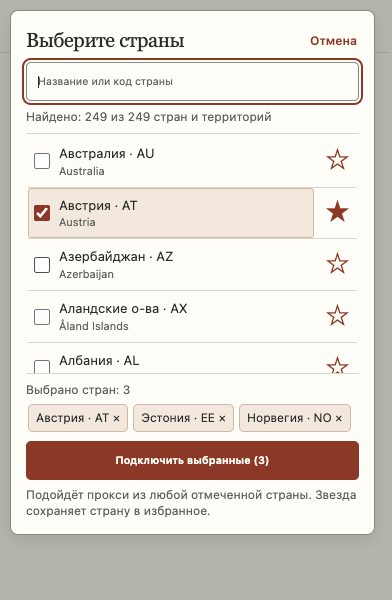 Выберите страны
Отмена
Название или код страны
Найдено: 249 из 249 стран и территорий
Австралия · AU
Australia
Австрия · AT
Austria
Азербайджан · AZ
Azerbaijan
Аландские о-ва · AX
Åland Islands
Албания · AL
Выбрано стран: 3
Австрия · AT × Эстония · EE × Норвегия · NO ×
Подключить выбранные (3)
Подойдёт прокси из любой отмеченной страны. Звезда
сохраняет страну в избранное.